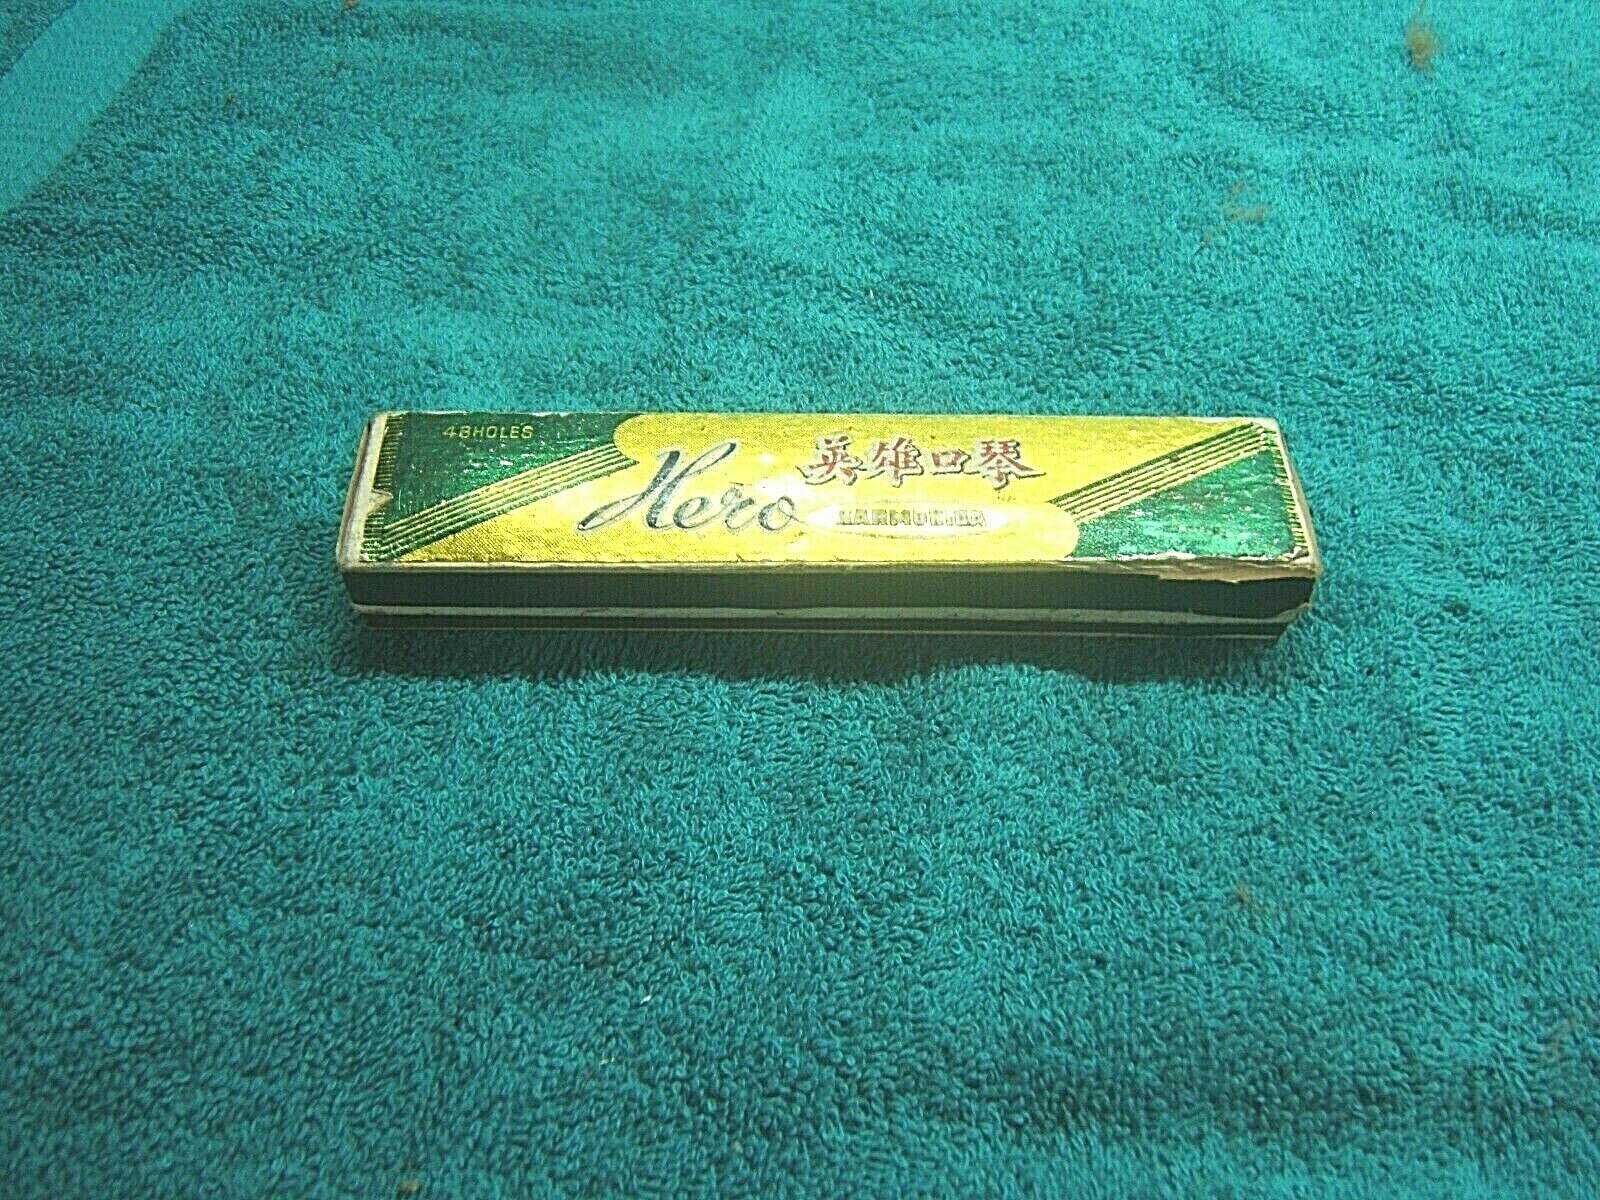 48HOLES
英雄口琴
Hero
HARMONICA